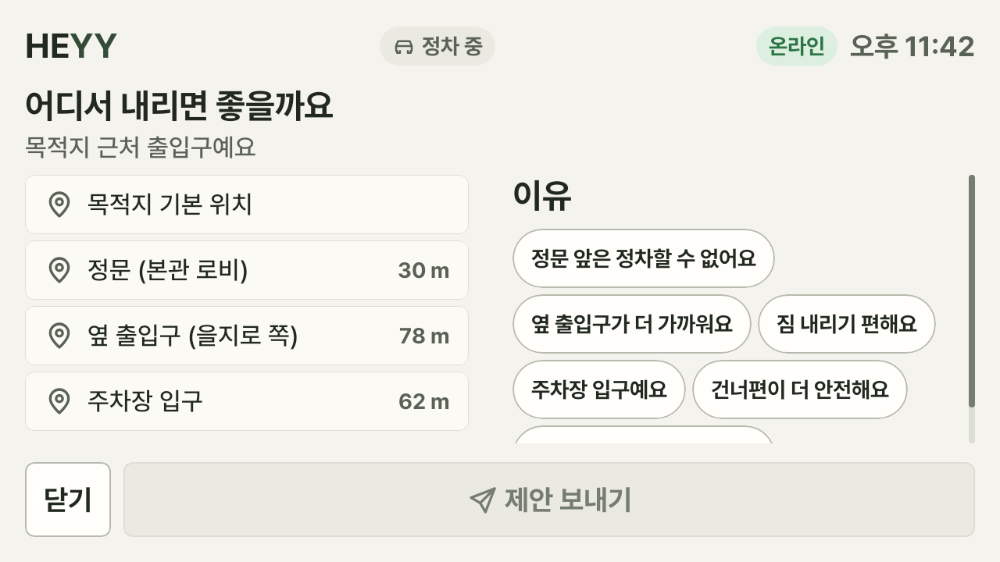 HEYY
정차 중
온라인
오후 11:42
어디서 내리면 좋을까요
목적지 근처 출입구예요
목적지 기본 위치
정문 (본관 로비) 30 m
옆 출입구 (을지로 쪽) 78 m
주차장 입구 62 m
이유
정문 앞은 정차할 수 없어요
옆 출입구가 더 가까워요
짐 내리기 편해요
주차장 입구예요
건너편이 더 안전해요
닫기
제안 보내기